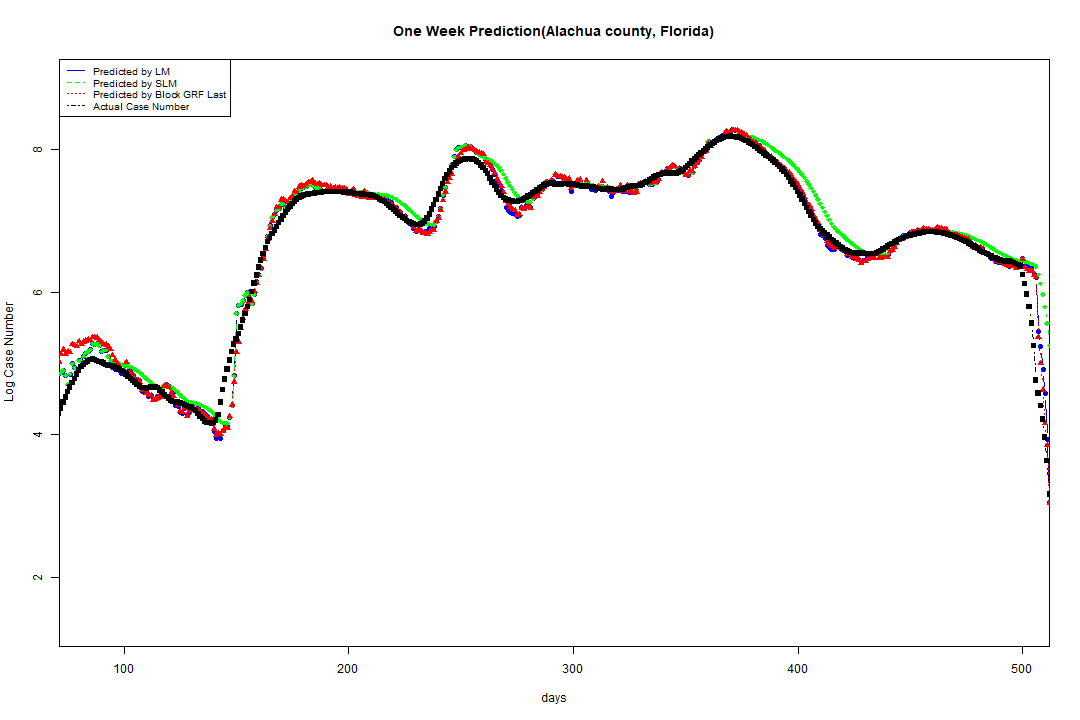 One Week Prediction(Alachua county, Florida)
Predicted by LM
Predicted by SLM
Predicted by Block GRF Last
Actual Case Number
Log Case Number
8
6
4
2
100
200
300
400
500
days